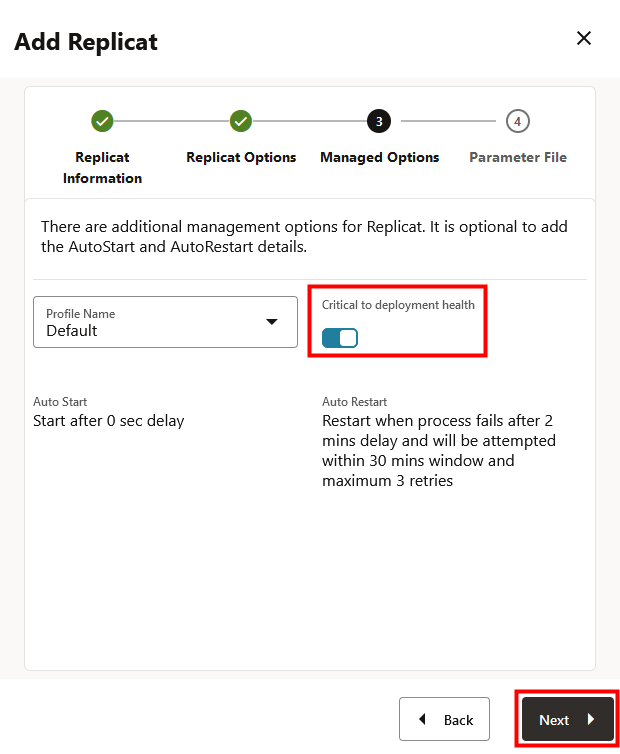 Add Replicat
3
4
Replicat
Information
Replicat Options
Managed Options
Parameter File
There are additional management options for Replicat. It is optional to add
the AutoStart and AutoRestart details.
Profile Name
Default
Critical to deployment health
Auto Start
Start after 0 sec delay
Auto Restart
Restart when process fails after 2
mins delay and will be attempted
within 30 mins window and
maximum 3 retries
Back
Next